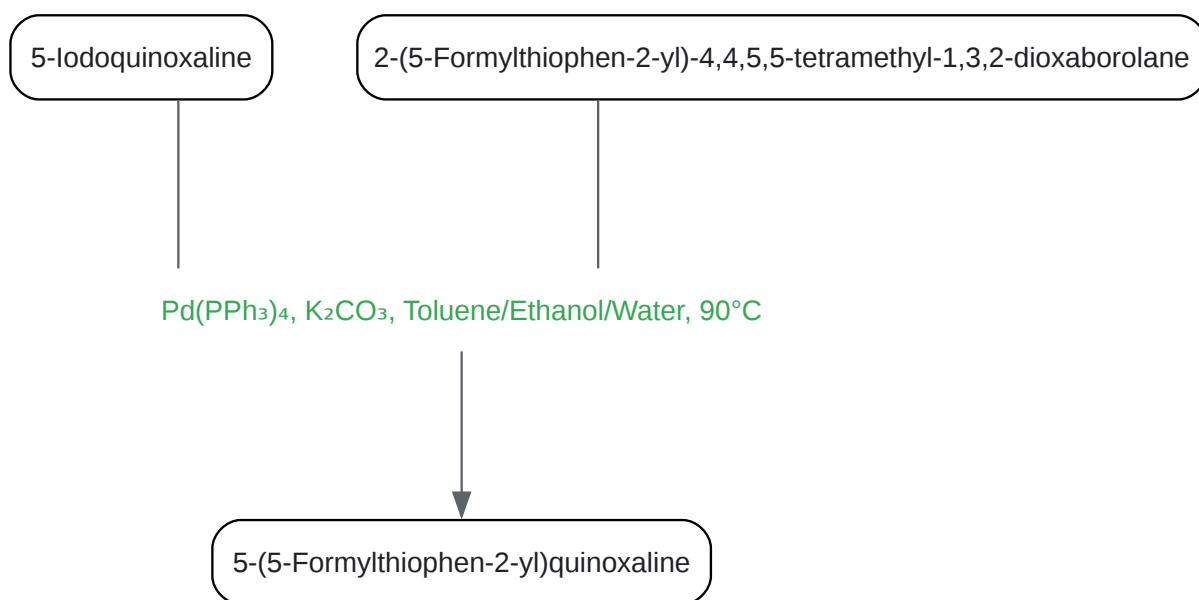 5-Iodoquinoxaline
2-(5-Formylthiophen-2-yl)-4,4,5,5-tetramethyl-1,3,2-dioxaborolane
Pd(PPh₃)₄, K₂CO₃, Toluene/Ethanol/Water, 90°C
5-(5-Formylthiophen-2-yl)quinoxaline